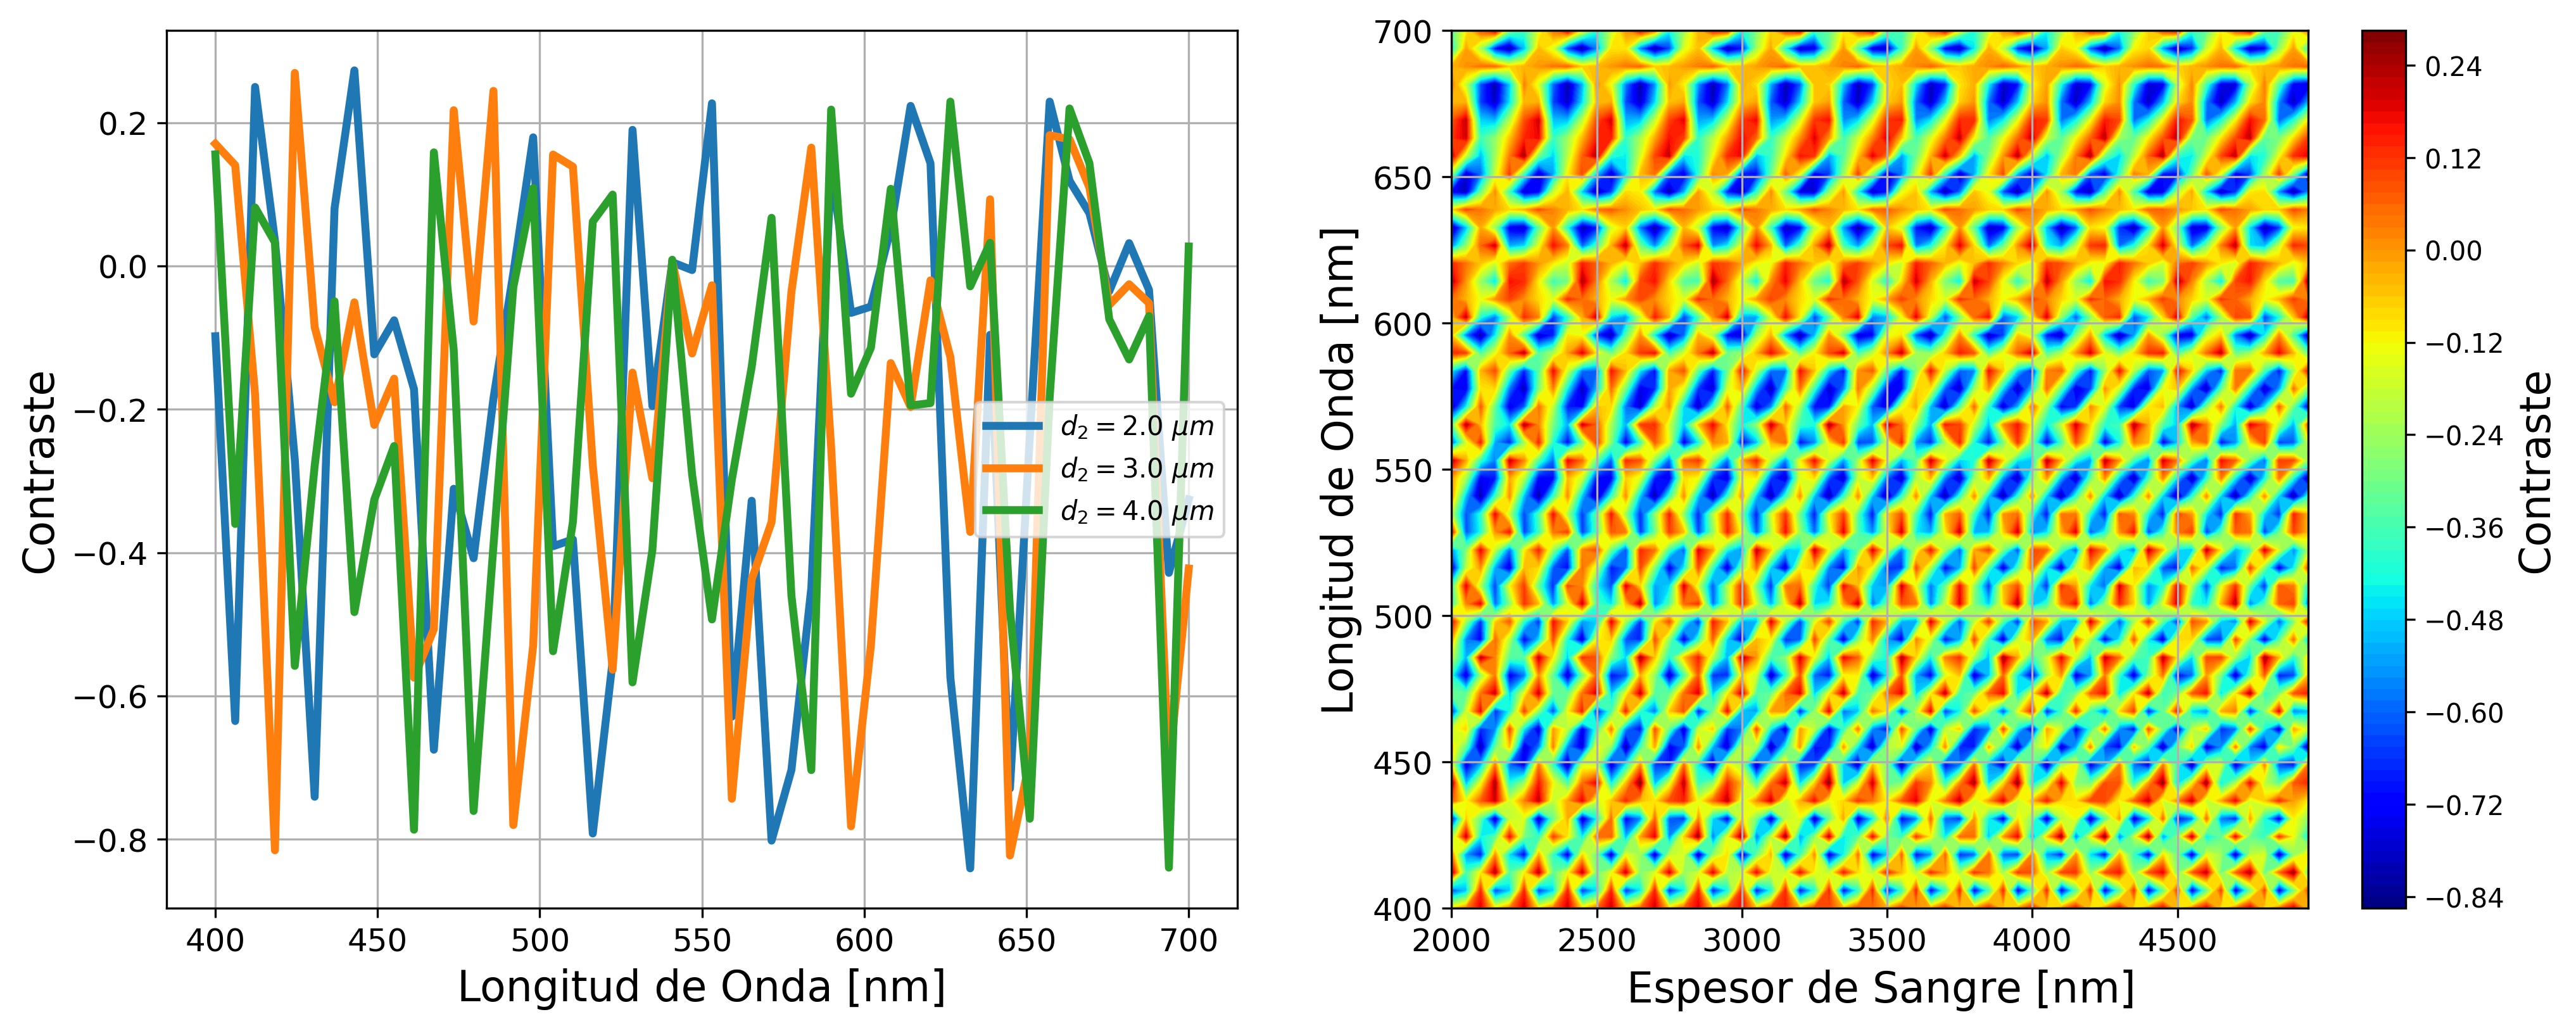 0.2
0.0
−0.2
−0.4
−0.6
−0.8
Contraste
400 450 500 550 600 650 700
Longitud de Onda [nm]
d₂ = 2.0 μm
d₂ = 3.0 μm
d₂ = 4.0 μm
700
650
600
550
500
450
400
Longitud de Onda [nm]
2000 2500 3000 3500 4000 4500
Espesor de Sangre [nm]
0.24
0.12
0.00
−0.12
−0.24
−0.36
−0.48
−0.60
−0.72
−0.84
Contraste